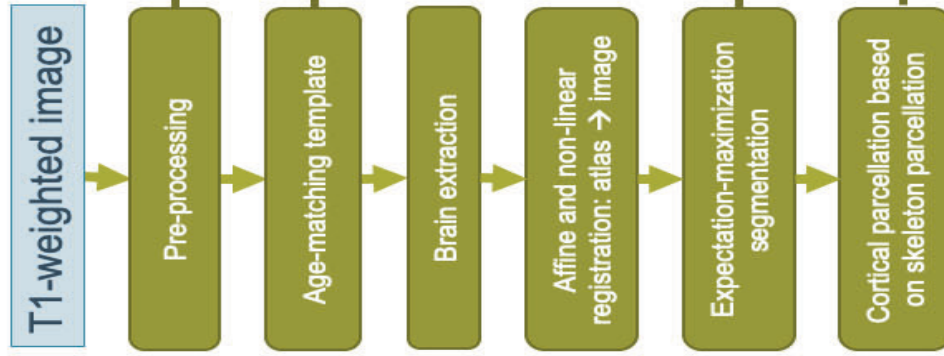 T1-weighted image
Pre-processing
Age-matching template
Brain extraction
Affine and non-linear
registration: atlas → image
Expectation-maximization
segmentation
Cortical parcellation based
on skeleton parcellation